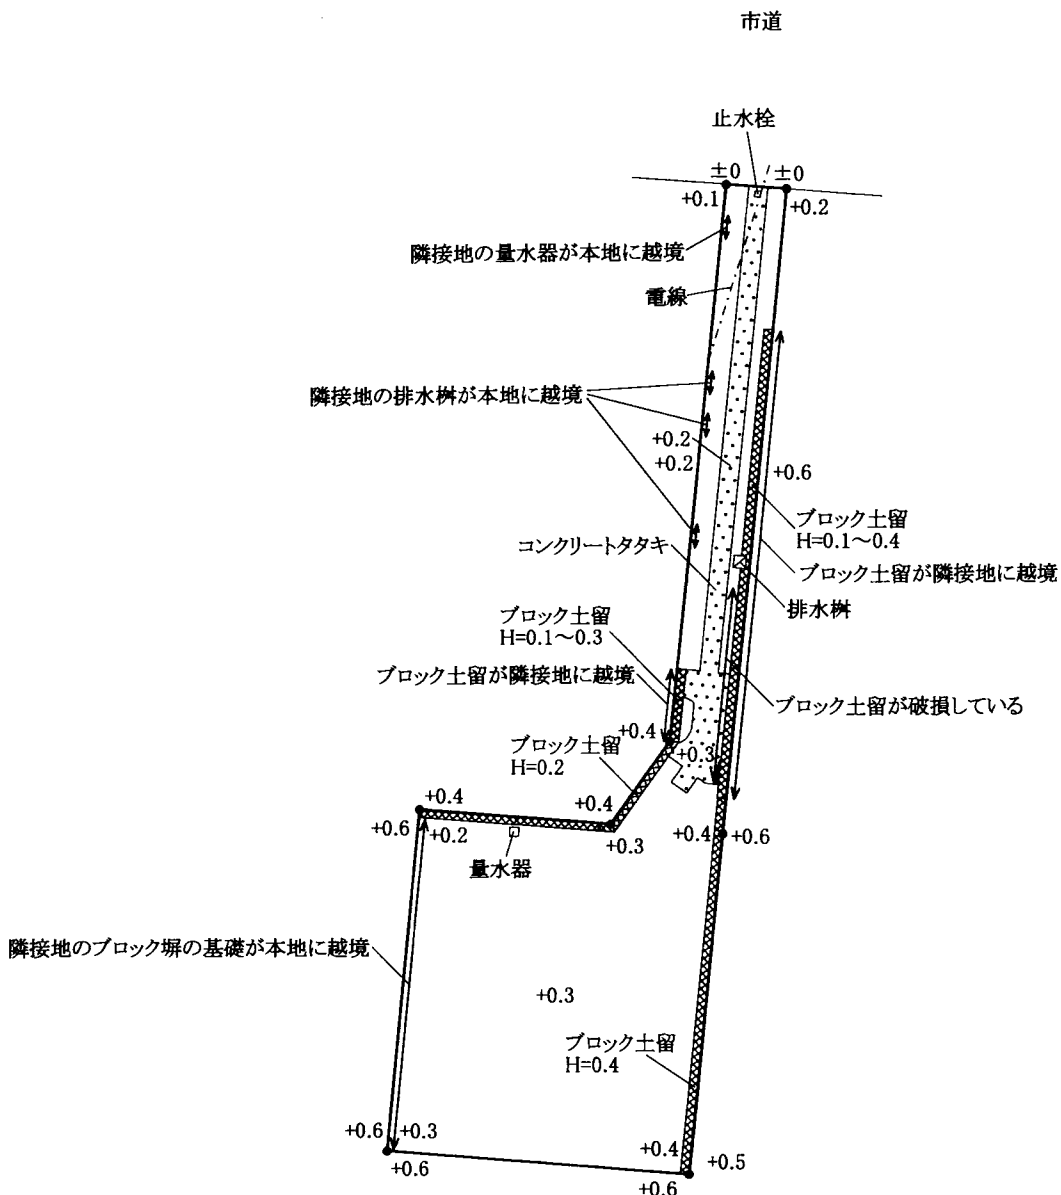 市道
止水栓
±0
±0
+0.1
+0.2
隣接地の量水器が本地に越境
電線
隣接地の排水桝が本地に越境
+0.2
+0.2
+0.6
ブロック土留
H=0.1～0.4
コンクリートタタキ
ブロック土留が隣接地に越境
排水桝
ブロック土留
H=0.1～0.3
ブロック土留が隣接地に越境
ブロック土留が破損している
+0.4
+0.3
ブロック土留
H=0.2
+0.4
+0.4
+0.6
+0.2
+0.3
+0.4
+0.6
量水器
隣接地のブロック塀の基礎が本地に越境
+0.3
ブロック土留
H=0.4
+0.6
+0.3
+0.6
+0.4
+0.5
+0.6